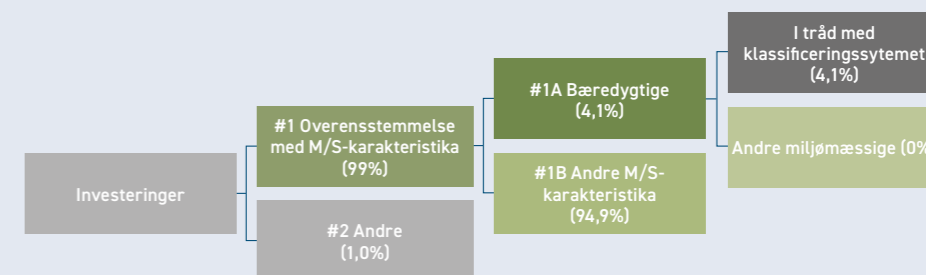 Investeringer
#1 Overensstemmelse
med M/S-karakteristika
(99%)
#2 Andre
(1,0%)
#1A Bæredygtige
(4,1%)
#1B Andre M/S-
karakteristika
(94,9%)
I tråd med
klassificeringssytemet
(4,1%)
Andre miljømæssige (0%